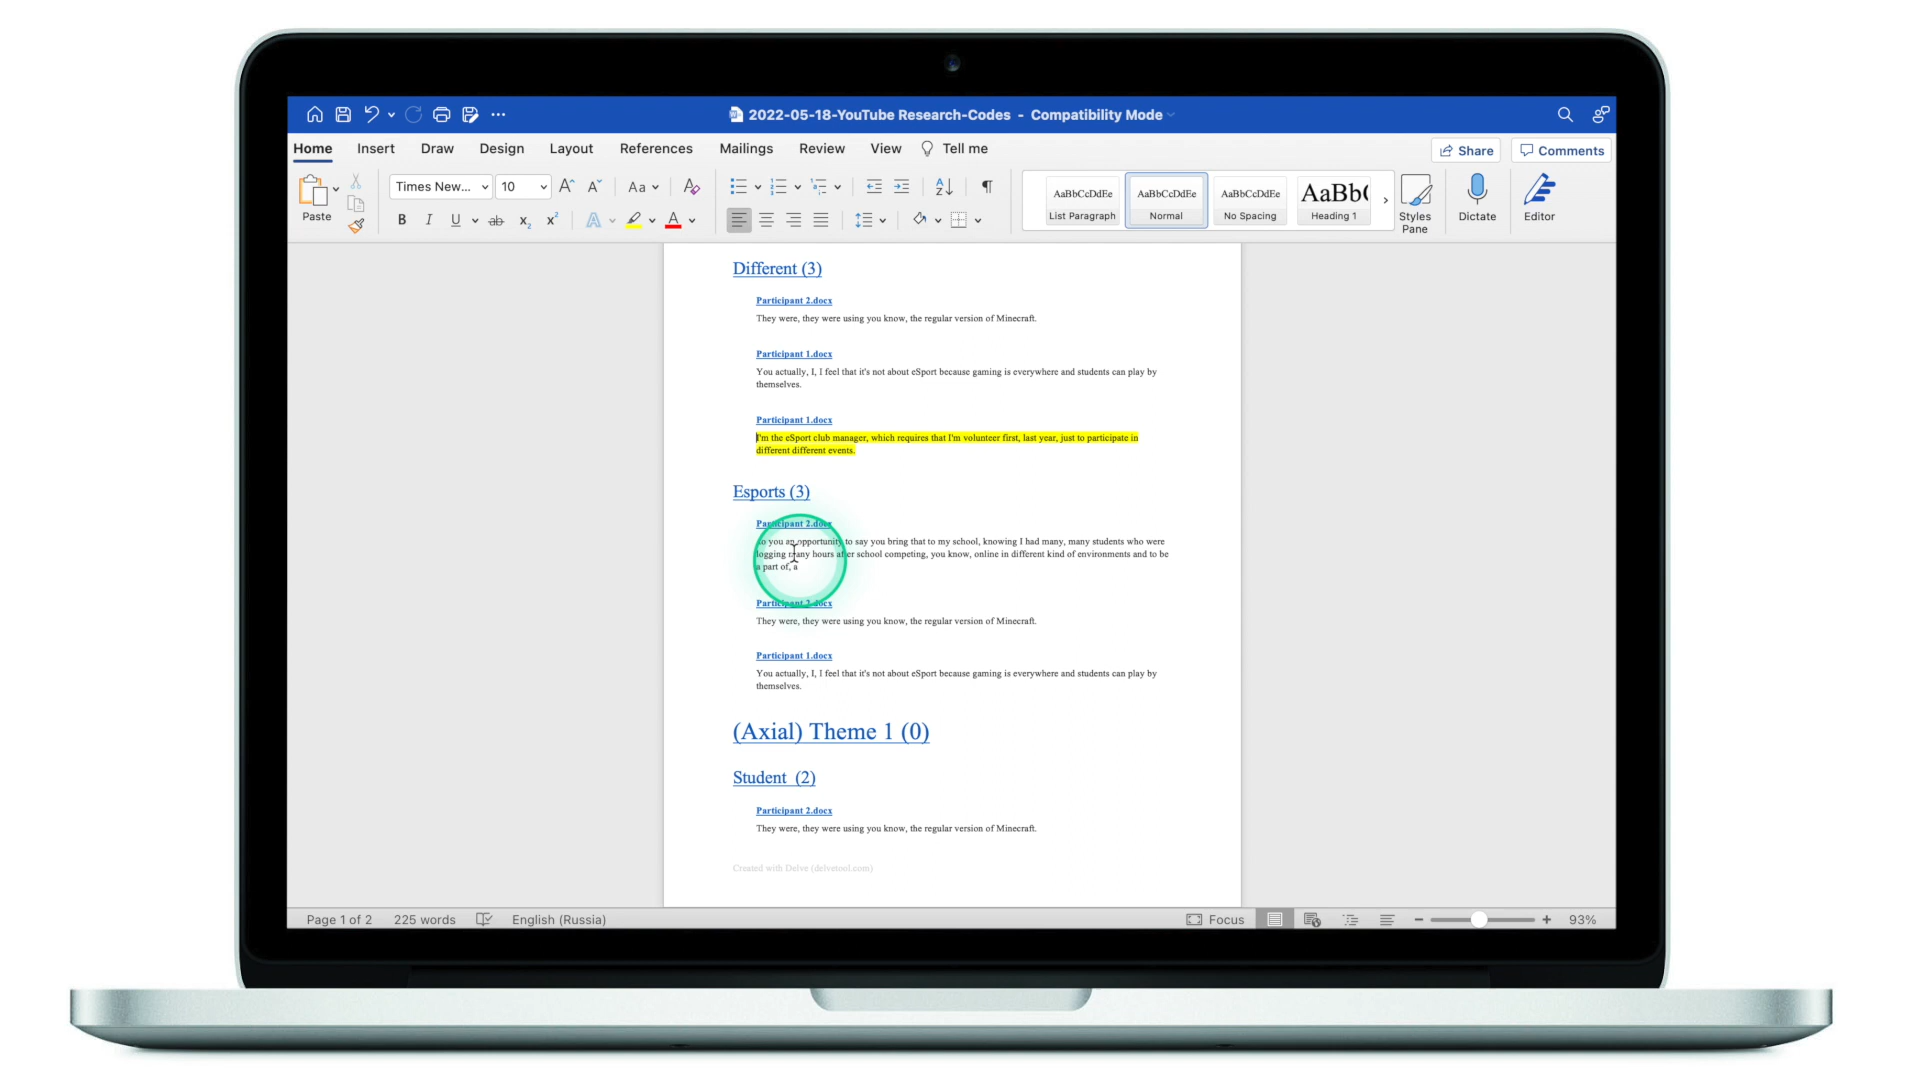 2022-05-18-YouTube Research-Codes - Compatibility Mode
Home Insert Draw Design Layout References Mailings Review View Tell me Share Comments
Paste Times New... 10 Aa
AaBbCcDdEe AaBbCcDdEe AaBbCcDdEe AaBb(
List Paragraph Normal No Spacing Heading 1
Styles Pane Dictate Editor
B I U ab x₂ x² A A
Different (3)
Participant 2.docx
They were, they were using you know, the regular version of Minecraft.
Participant 1.docx
You actually, I, I feel that it's not about eSport because gaming is everywhere and students can play by
themselves.
Participant 1.docx
I'm the eSport club manager, which requires that I'm volunteer first, last year, just to participate in
different different events.
Esports (3)
Participant 2.docx
to you an opportunity to say you bring that to my school, knowing I had many, many students who were
logging many hours after school competing, you know, online in different kind of environments and to be
a part of, a
Participant 2.docx
They were, they were using you know, the regular version of Minecraft.
Participant 1.docx
You actually, I, I feel that it's not about eSport because gaming is everywhere and students can play by
themselves.
(Axial) Theme 1 (0)
Student (2)
Participant 2.docx
They were, they were using you know, the regular version of Minecraft.
Created with Delve (delvetool.com)
Page 1 of 2 225 words English (Russia) Focus 93%